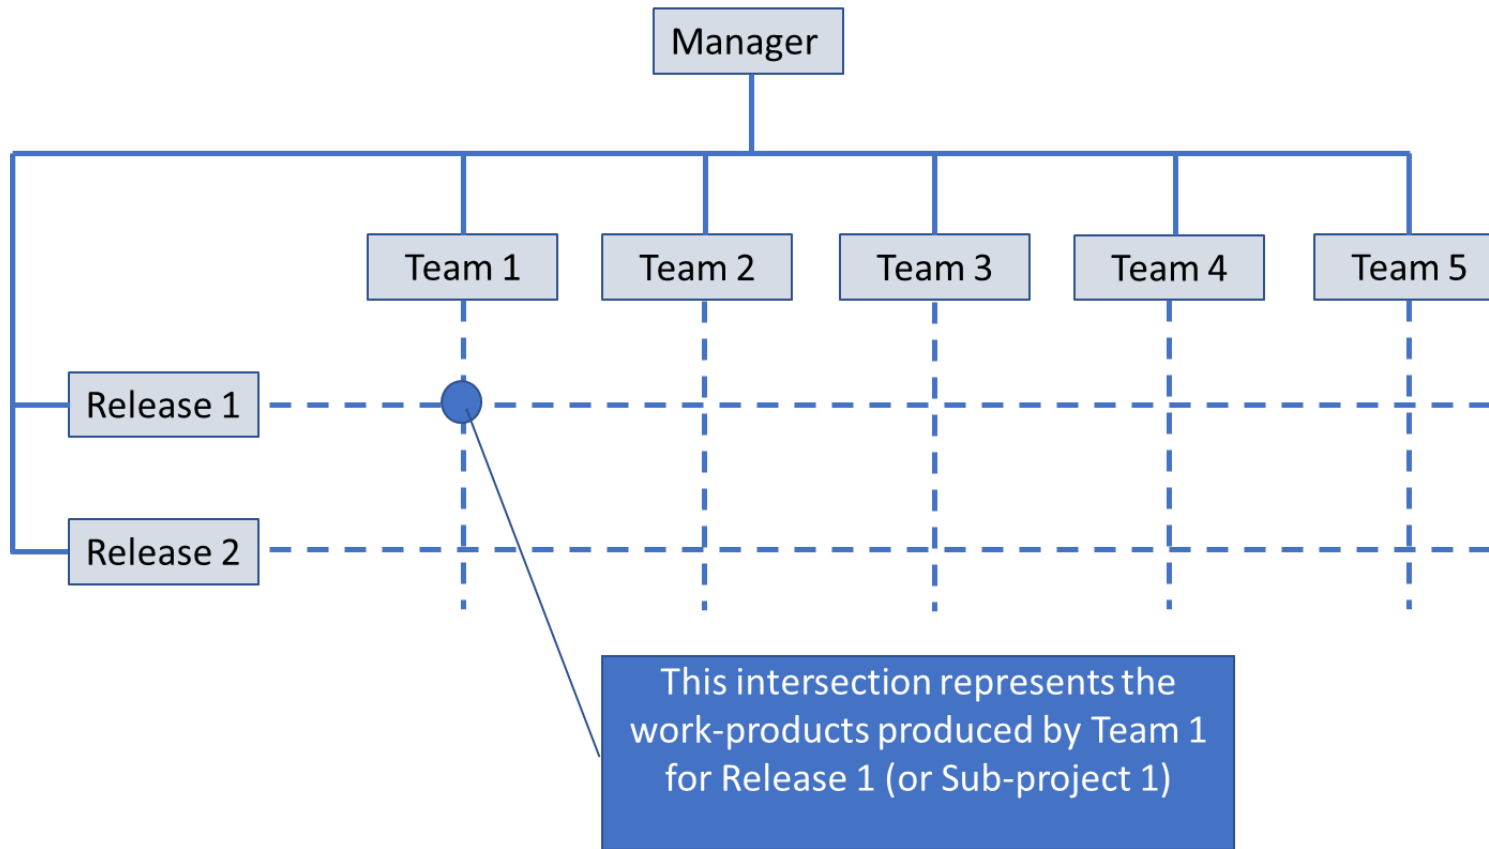 Manager
Team 1
Team 2
Team 3
Team 4
Team 5
Release 1
Release 2
This intersection represents the
work-products produced by Team 1
for Release 1 (or Sub-project 1)